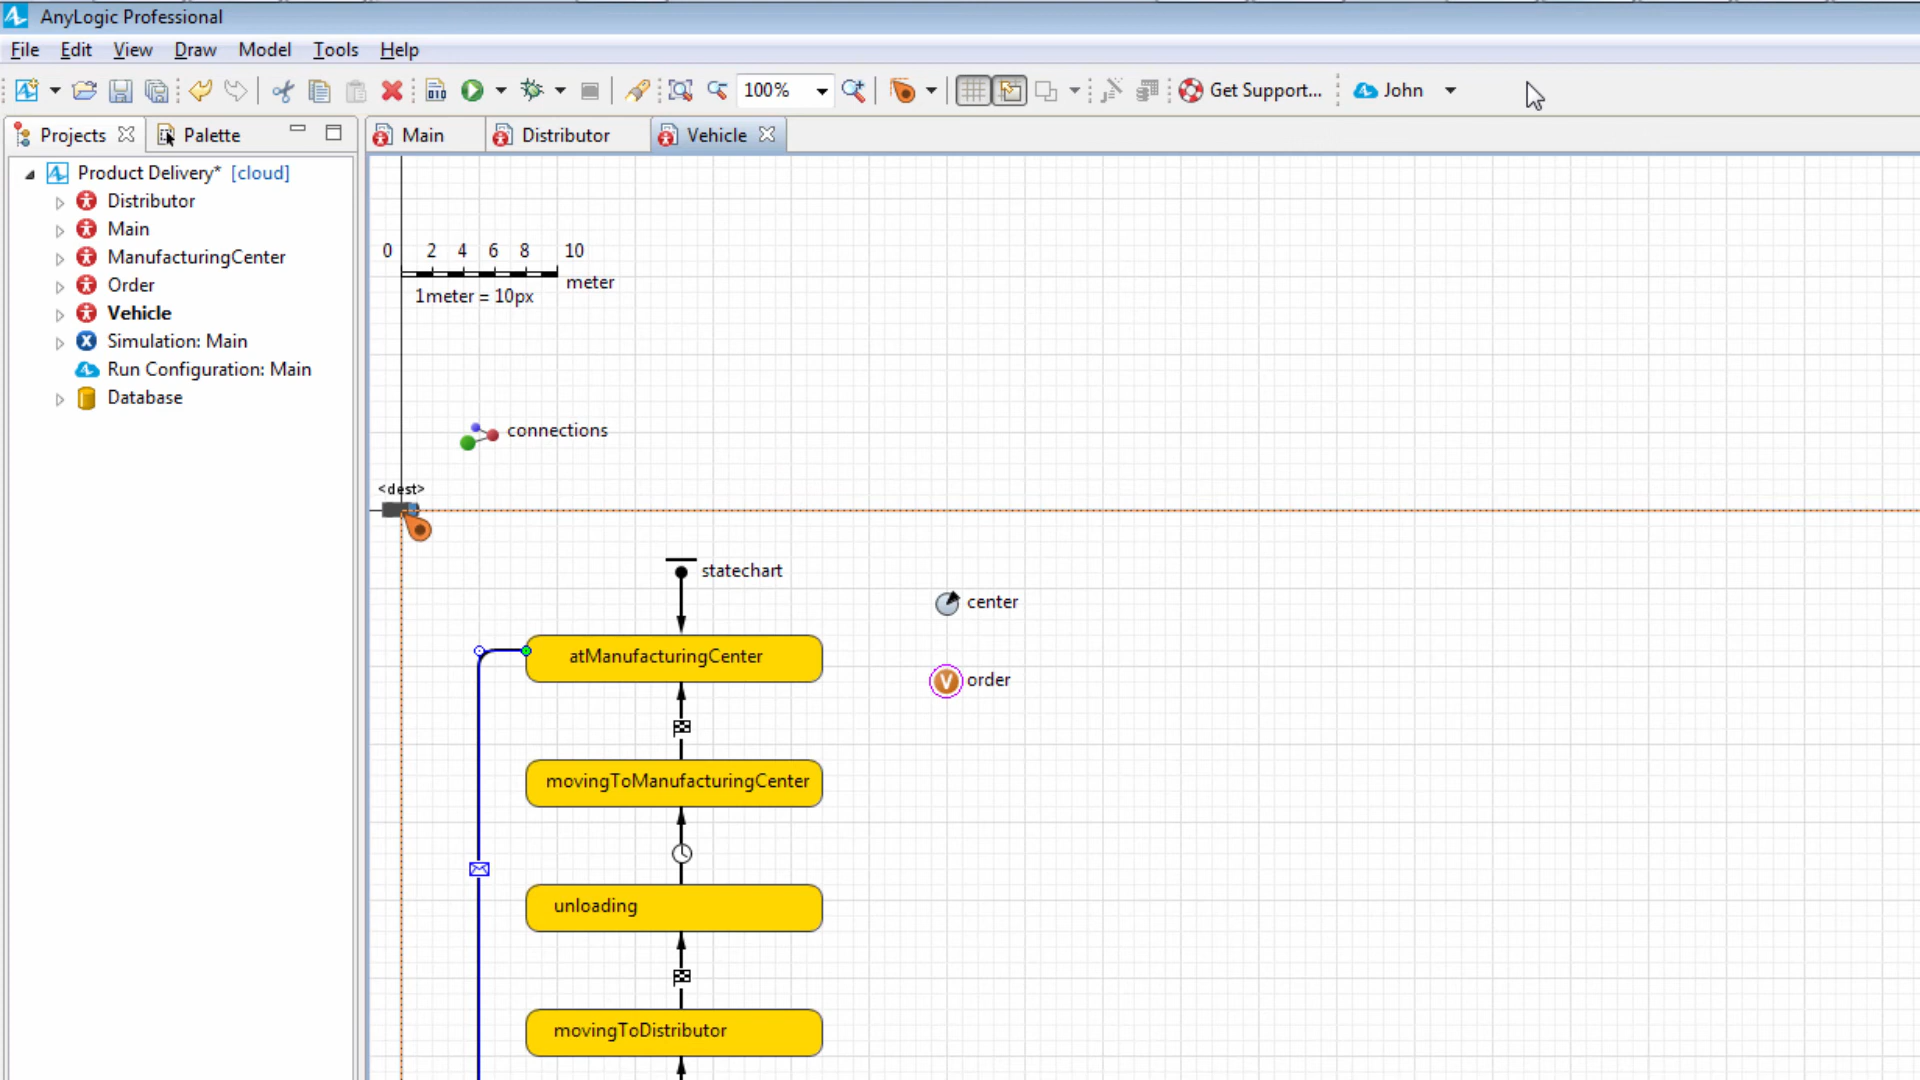 AnyLogic Professional
File Edit View Draw Model Tools Help
100% Get Support... John
Projects Palette
Main Distributor Vehicle
Product Delivery* [cloud]
Distributor
Main
ManufacturingCenter
Order
Vehicle
Simulation: Main
Run Configuration: Main
Database
0 2 4 6 8 10
meter
1meter = 10px
connections
<dest>
statechart
center
atManufacturingCenter
order
movingToManufacturingCenter
unloading
movingToDistributor